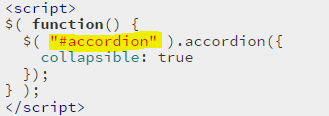 <script>
$( function() {
$( "#accordion" ).accordion({
collapsible: true
});
} );
</script>